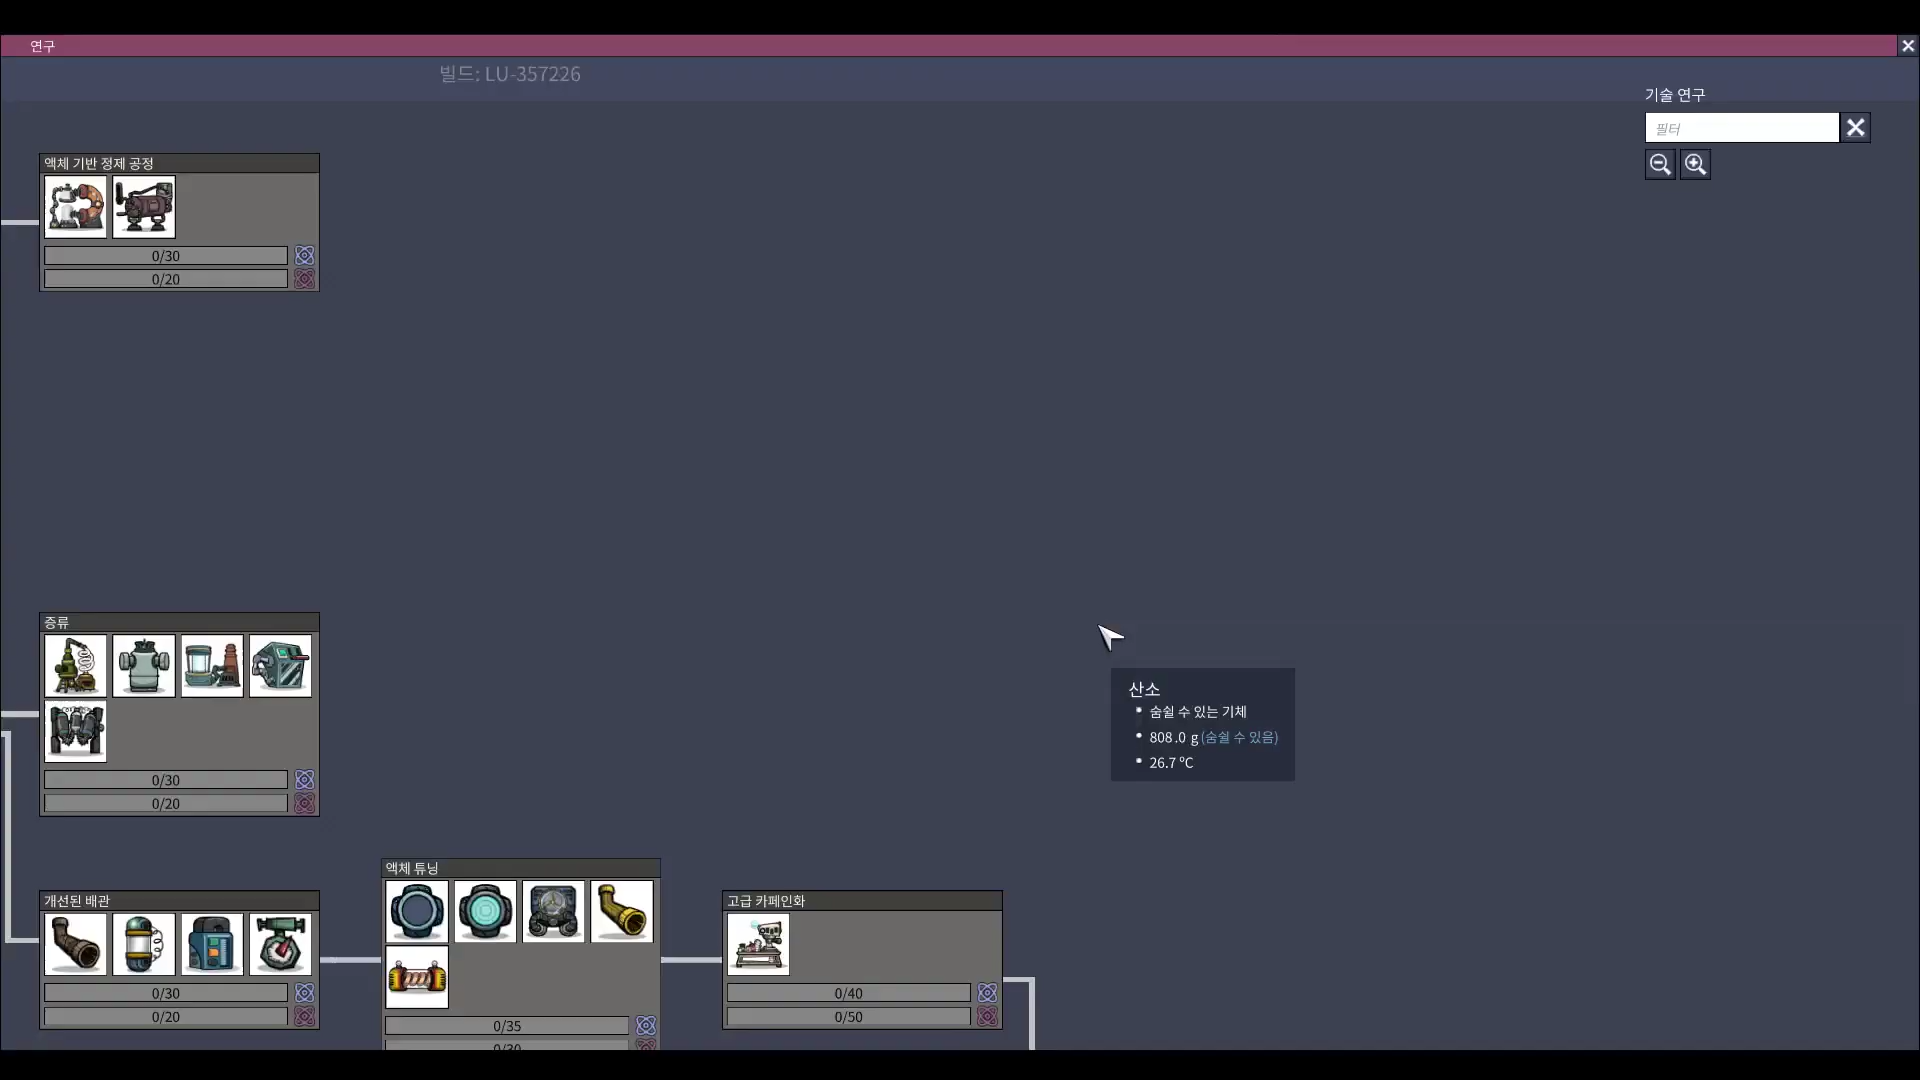 연구
빌드: LU-357226
기술 연구
필터
액체 기반 정제 공정
0/30
0/20
증류
0/30
0/20
산소
숨쉴 수 있는 기체
808.0 g(숨쉴 수 있음)
26.7 ºC
개선된 배관
0/30
0/20
액체 튜닝
0/35
0/30
고급 카페인화
0/40
0/50